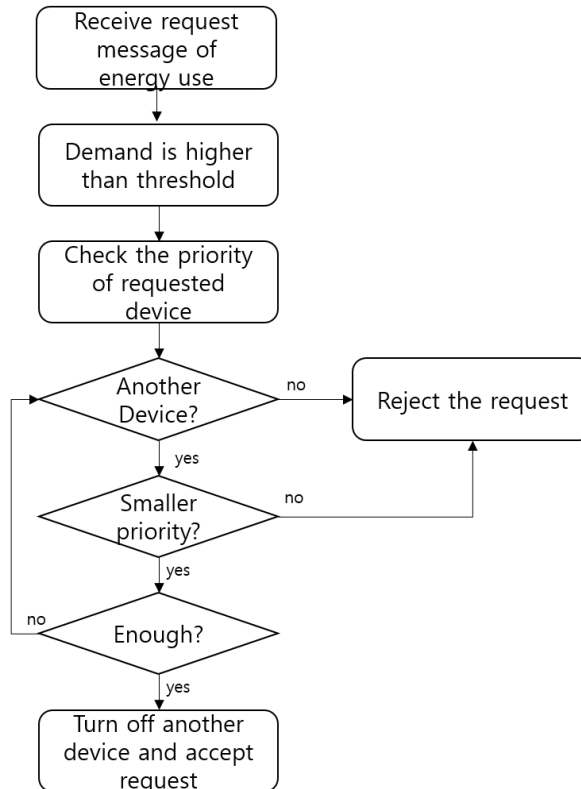 Receive request
message of
energy use
Demand is higher
than threshold
Check the priority
of requested
device
Another
Device?
no
Reject the request
yes
Smaller
priority?
no
yes
no
Enough?
yes
Turn off another
device and accept
request